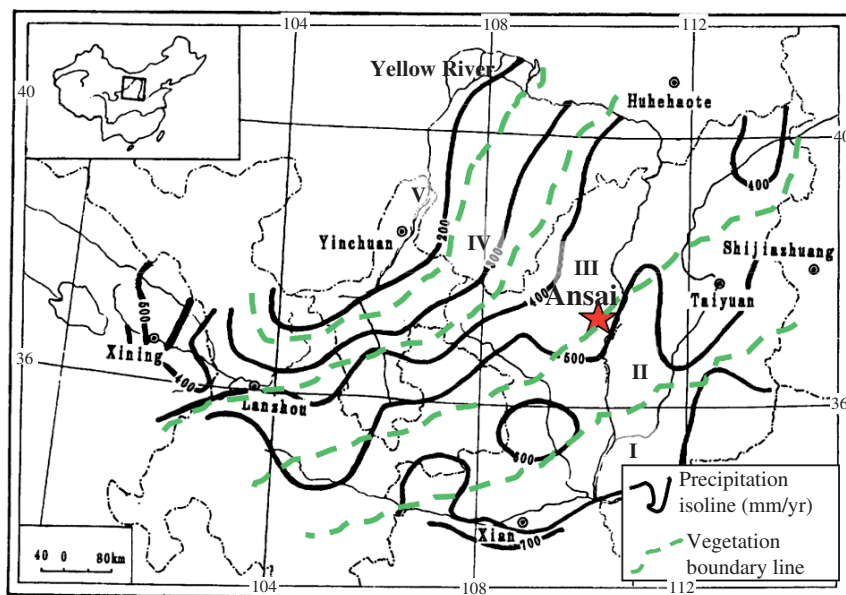 104
108
112
Yellow River
40
Huhehaote
40
400
V
200
Yinchuan
IV
300
Shijiazhuang
III
400
Ansai
Taiyuan
500
Xining
500
36
400
II
Lanzhou
36
600
I
Precipitation
isoline (mm/yr)
Xian
700
40 0 80km
Vegetation
boundary line
104
108
112